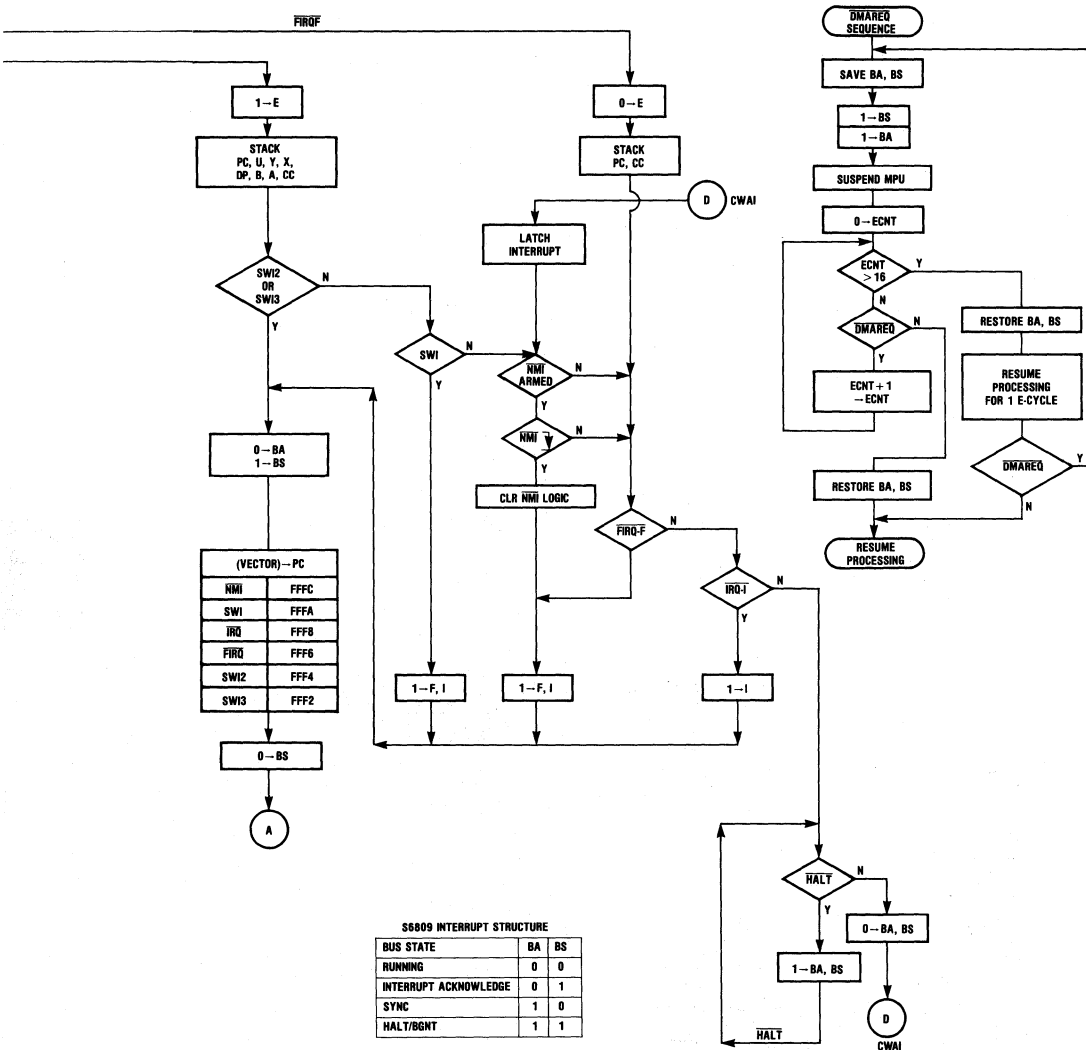 FIRQF
1→E
STACK
PC, U, Y, X,
DP, B, A, CC
SWI2
OR
SWI3
N
Y
0→BA
1→BS
(VECTOR)→PC
NMI FFFC
SWI FFFA
IRQ FFF8
FIRQ FFF6
SWI2 FFF4
SWI3 FFF2
0→BS
A
0→E
STACK
PC, CC
D CWAI
LATCH
INTERRUPT
SWI
N
Y
NMI
ARMED
N
Y
NMI
N
Y
CLR NMI LOGIC
FIRQ-F
N
IRQ-I
N
Y
1→F, I
1→F, I
1→I
HALT
N
Y
0→BA, BS
1→BA, BS
HALT
D
CWAI
DMAREQ
SEQUENCE
SAVE BA, BS
1→BS
1→BA
SUSPEND MPU
0→ECNT
ECNT
>16
Y
N
DMAREQ
N
Y
ECNT+1
→ECNT
RESTORE BA, BS
RESUME
PROCESSING
FOR 1 E-CYCLE
DMAREQ
Y
N
RESTORE BA, BS
RESUME
PROCESSING
S6809 INTERRUPT STRUCTURE
BUS STATE BA BS
RUNNING 0 0
INTERRUPT ACKNOWLEDGE 0 1
SYNC 1 0
HALT/BGNT 1 1